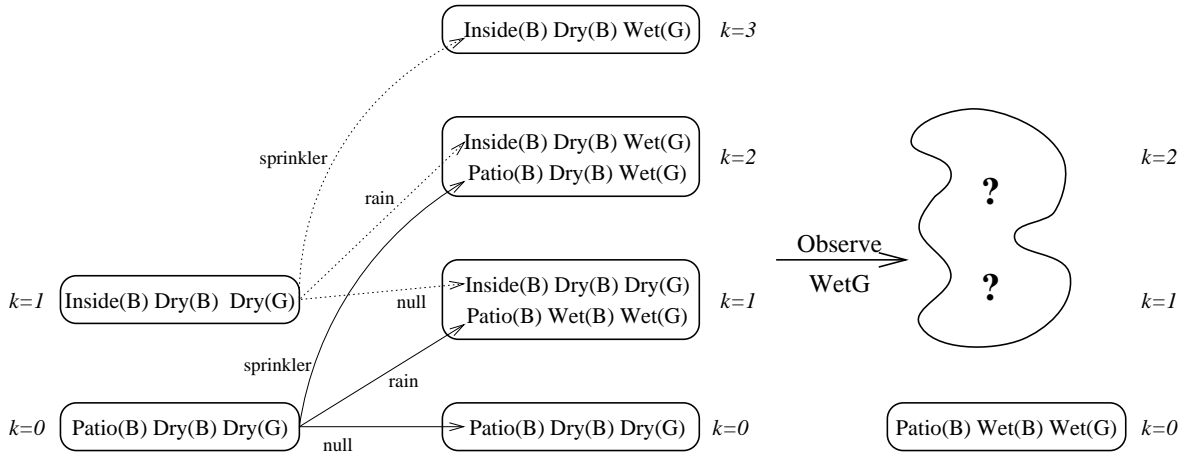 Inside(B) Dry(B) Wet(G) k=3
sprinkler
Inside(B) Dry(B) Wet(G)
Patio(B) Dry(B) Wet(G)
k=2
rain
k=1 Inside(B) Dry(B) Dry(G)
null
Inside(B) Dry(B) Dry(G)
Patio(B) Wet(B) Wet(G)
k=1
sprinkler
rain
k=0 Patio(B) Dry(B) Dry(G)
null
Patio(B) Dry(B) Dry(G) k=0
Observe
WetG
? k=2
? k=1
Patio(B) Wet(B) Wet(G) k=0